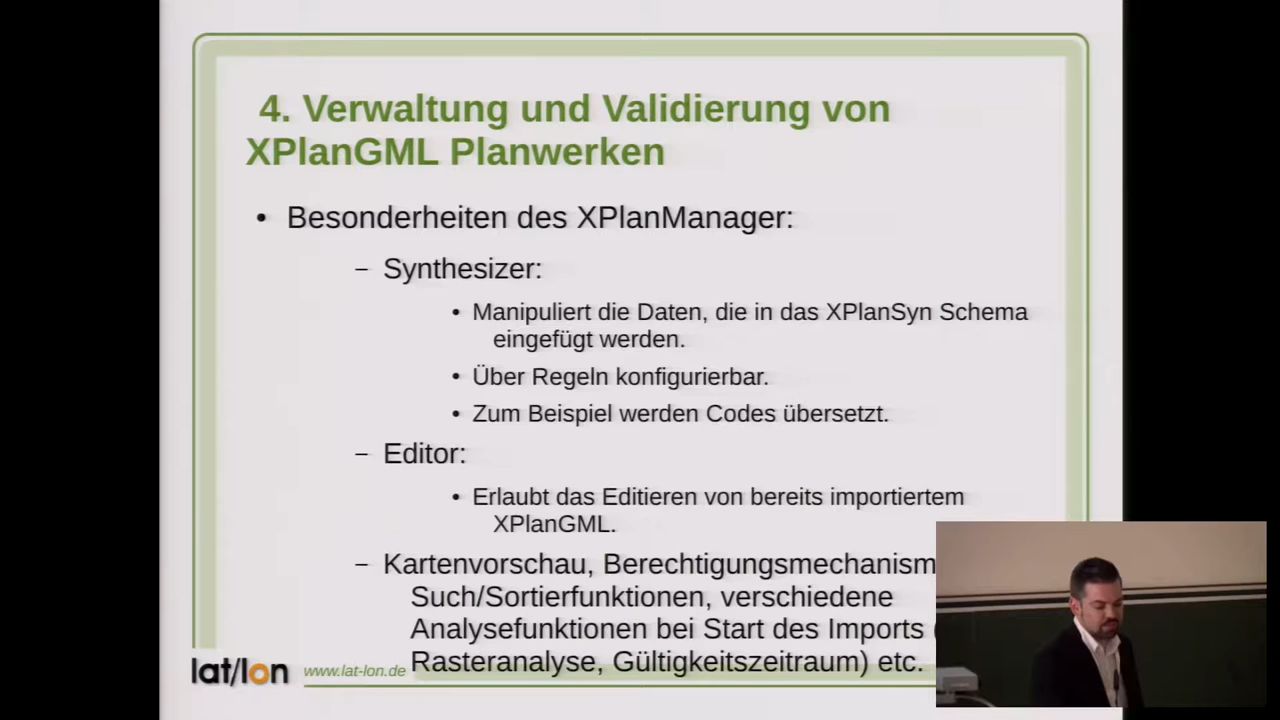 4. Verwaltung und Validierung von
XPlanGML Planwerken
• Besonderheiten des XPlanManager:
– Synthesizer:
• Manipuliert die Daten, die in das XPlanSyn Schema
eingefügt werden.
• Über Regeln konfigurierbar.
• Zum Beispiel werden Codes übersetzt.
– Editor:
• Erlaubt das Editieren von bereits importiertem
XPlanGML.
– Kartenvorschau, Berechtigungsmechanism
Such/Sortierfunktionen, verschiedene
Analysefunktionen bei Start des Imports (
Rasteranalyse, Gültigkeitszeitraum) etc.
lat/lon www.lat-lon.de